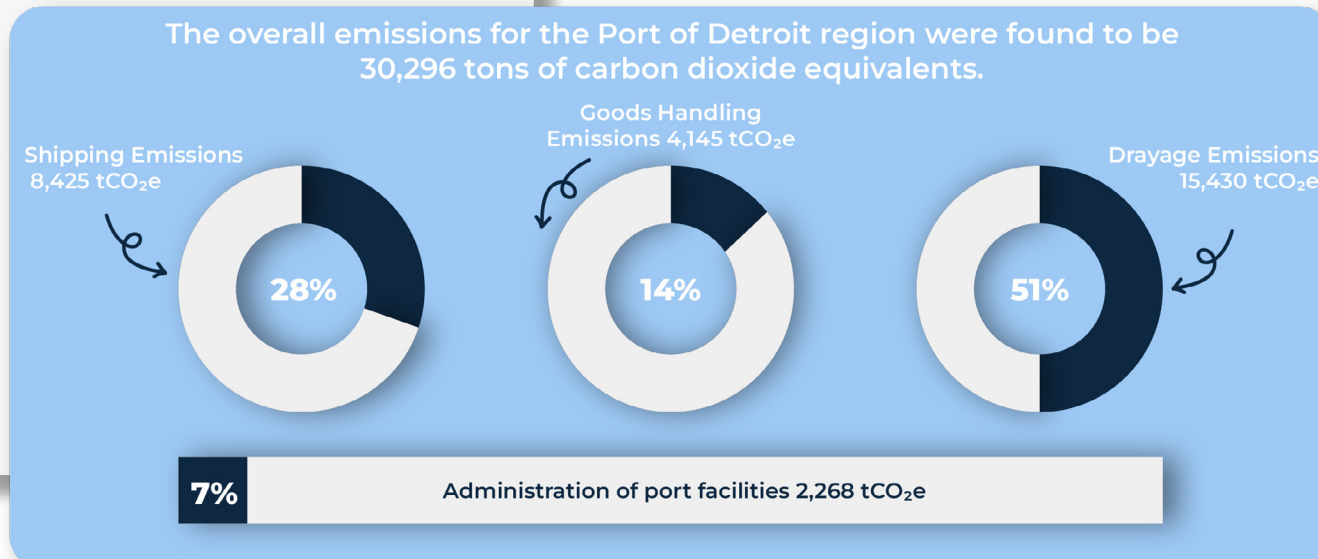 The overall emissions for the Port of Detroit region were found to be
30,296 tons of carbon dioxide equivalents.
Goods Handling
Emissions 4,145 tCO₂e
Shipping Emissions
8,425 tCO₂e
Drayage Emissions
15,430 tCO₂e
28%
14%
51%
7%
Administration of port facilities 2,268 tCO₂e